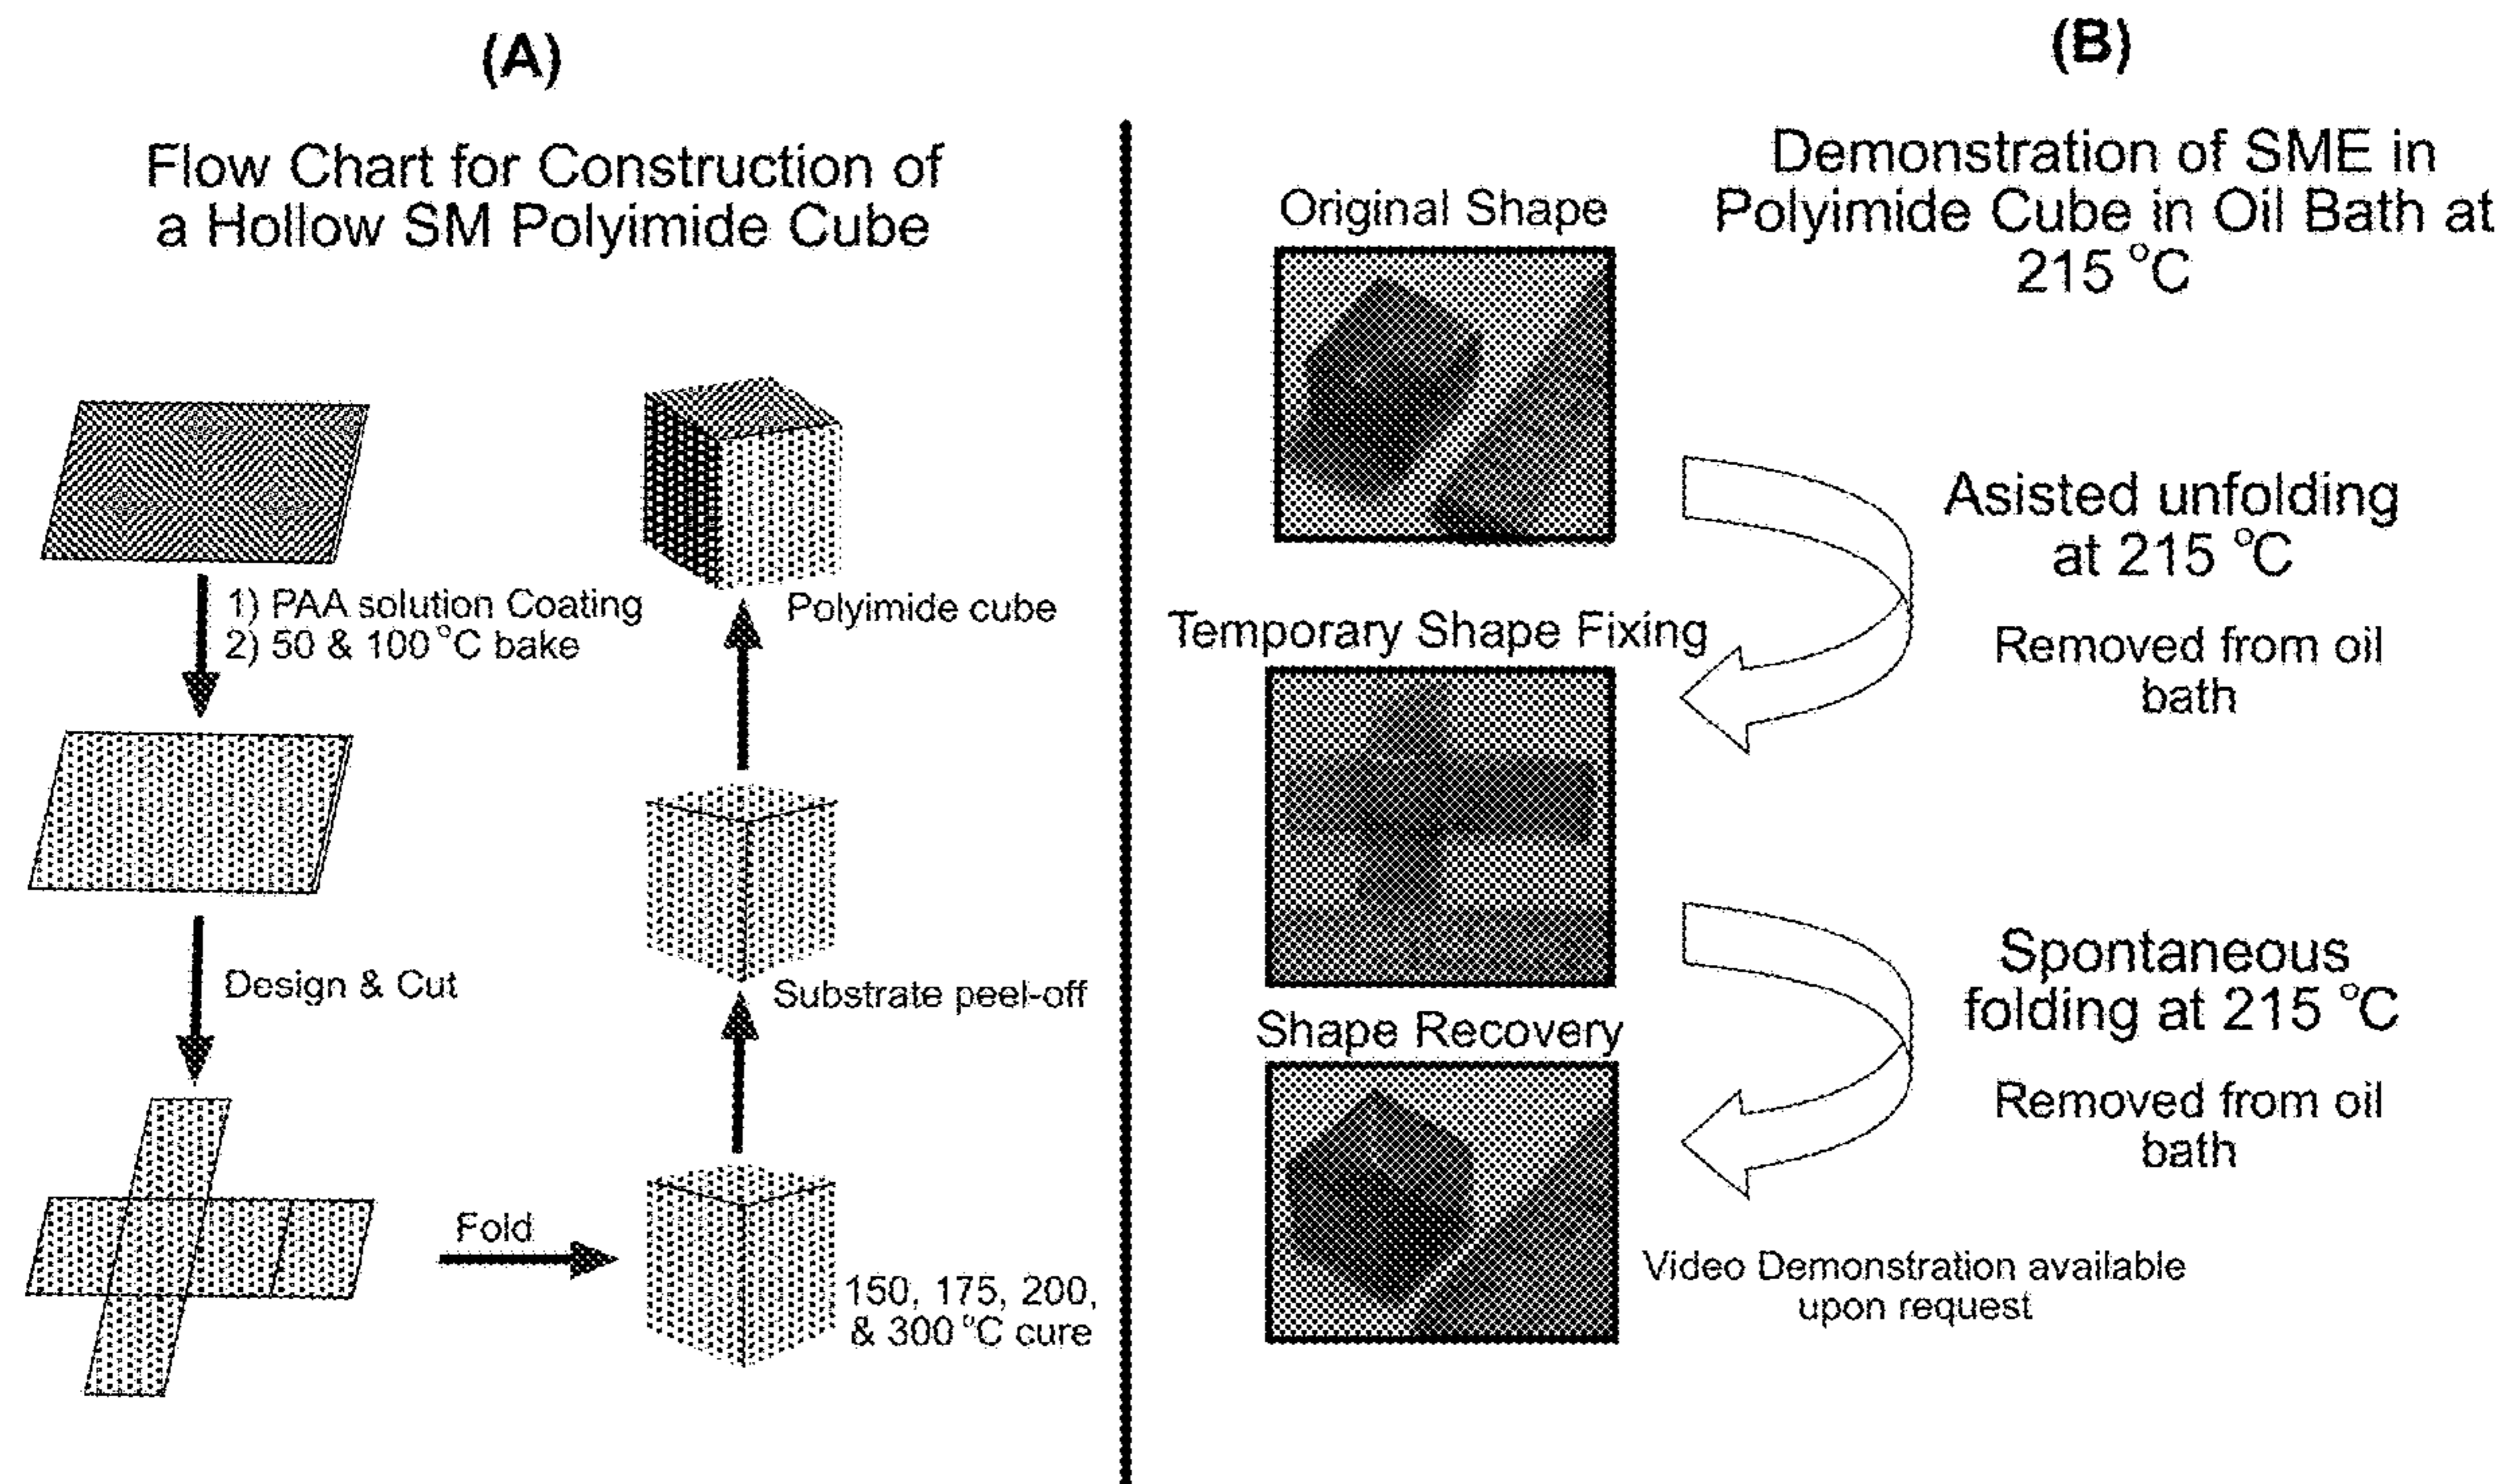 (A)
Flow Chart for Construction of
a Hollow SM Polyimide Cube
1) PAA solution Coating
2) 50 & 100 °C bake
Design & Cut
Fold
150, 175, 200,
& 300 °C cure
Substrate peel-off
Polyimide cube
(B)
Demonstration of SME in
Polyimide Cube in Oil Bath at
215 °C
Original Shape
Asisted unfolding
at 215 °C
Removed from oil
bath
Temporary Shape Fixing
Spontaneous
folding at 215 °C
Removed from oil
bath
Shape Recovery
Video Demonstration available
upon request